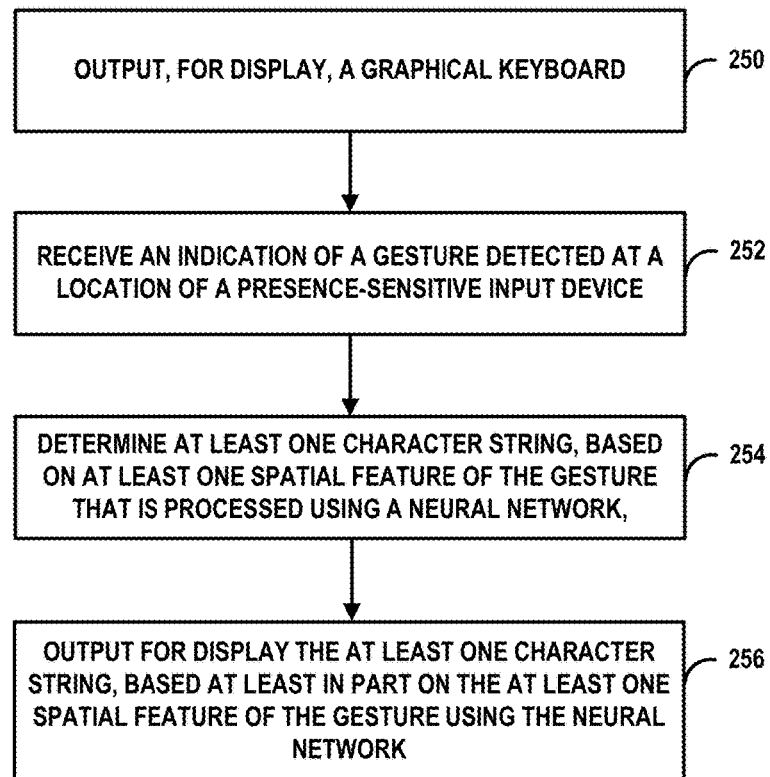 OUTPUT, FOR DISPLAY, A GRAPHICAL KEYBOARD
250
RECEIVE AN INDICATION OF A GESTURE DETECTED AT A
LOCATION OF A PRESENCE-SENSITIVE INPUT DEVICE
252
DETERMINE AT LEAST ONE CHARACTER STRING, BASED
ON AT LEAST ONE SPATIAL FEATURE OF THE GESTURE
THAT IS PROCESSED USING A NEURAL NETWORK,
254
OUTPUT FOR DISPLAY THE AT LEAST ONE CHARACTER
STRING, BASED AT LEAST IN PART ON THE AT LEAST ONE
SPATIAL FEATURE OF THE GESTURE USING THE NEURAL
NETWORK
256